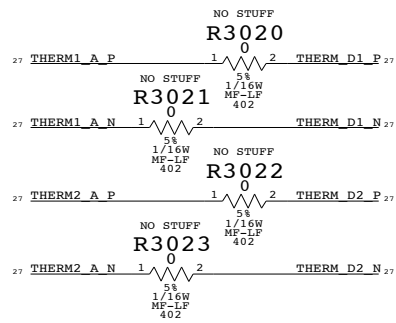 NO STUFF
R3020
0
27 THERM1_A_P 1 2 THERM_D1_P 27
5%
1/16W
MF-LF
402
NO STUFF
R3021
0
27 THERM1_A_N 1 2 THERM_D1_N 27
5%
1/16W
MF-LF
402
NO STUFF
R3022
0
27 THERM2_A_P 1 2 THERM_D2_P 27
5%
1/16W
MF-LF
402
NO STUFF
R3023
0
27 THERM2_A_N 1 2 THERM_D2_N 27
5%
1/16W
MF-LF
402